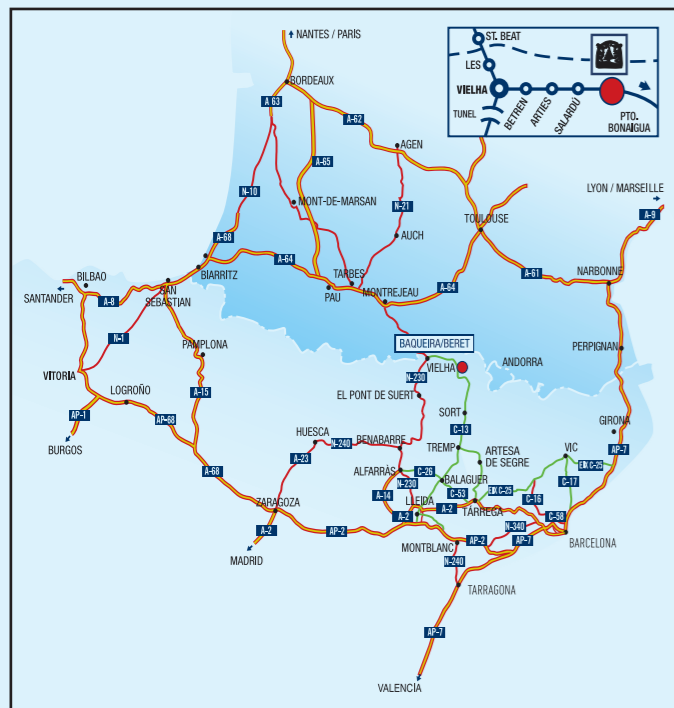 NANTES / PARÍS
BORDEAUX
A 63
A-62
AGEN
A-65
N-10
MONT-DE-MARSAN
N-21
A-68
AUCH
TOULOUSE
LYON / MARSEILLE
A-9
A-64
BIARRITZ
TARBES
PAU
MONTREJEAU
A-64
A-61
NARBONNE
BILBAO
SANTANDER
A-8
SAN
SEBASTIAN
N-1
PAMPLONA
BAQUEIRA/BERET
VIELHA
ANDORRA
PERPIGNAN
VITORIA
LOGROÑO
A-15
N-230
EL PONT DE SUERT
SORT
C-13
GIRONA
AP-1
AP-68
BURGOS
HUESCA
N-240
BENABARRE
TREMP
ARTESA
DE SEGRE
VIC
AP-7
A-23
A-68
ALFARRÀS
C-26
BALAGUER
EIX C-25
C-17
N-230
C-53
EIX C-25
C-16
A-14
LLEIDA
A-2
TÀRREGA
C-58
ZARAGOZA
A-2
AP-2
A-2
N-340
MADRID
MONTBLANC
AP-2
AP-7
BARCELONA
N-240
TARRAGONA
AP-7
VALENCÍA
ST. BEAT
LES
VIELHA
TUNEL
BETREN
ARTIES
SALARDÚ
PTO.
BONAIGUA